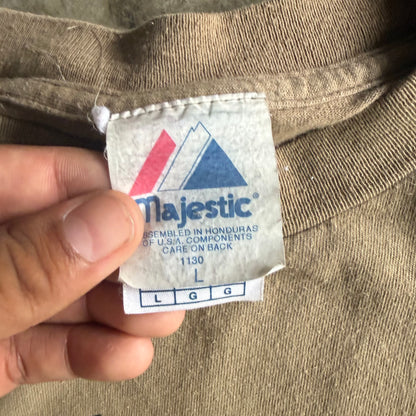 Majestic®
ASSEMBLED IN HONDURAS
OF U.S.A. COMPONENTS
CARE ON BACK
1130
L
L G G